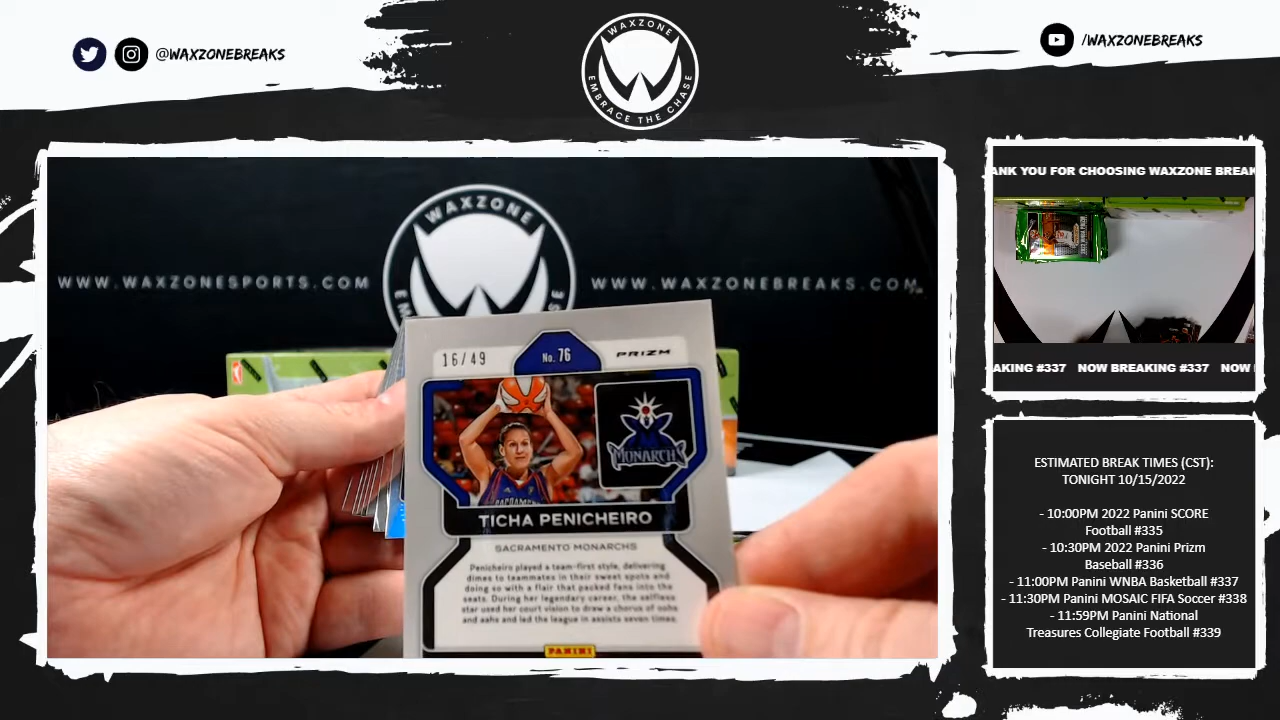 @WAXZONEBREAKS
WAXZONE
EMBRACE THE CHASE
/WAXZONEBREAKS
ANK YOU FOR CHOOSING WAXZONE BREAK
WAXZONE
WWW.WAXZONESPORTS.COM
WWW.WAXZONEBREAKS.COM
16/49
No. 76
PRIZM
MONARCHS
TICHA PENICHEIRO
SACRAMENTO MONARCHS
Penicheiro played a team-first style, delivering
dimes to teammates in their sweet spots and
doing so with a flair that packed fans into the
seats. During her legendary career, the selfless
star used her court vision to draw a chorus of oohs
and aahs and led the league in assists seven times.
PANINI
AKING #337 NOW BREAKING #337 NOW
ESTIMATED BREAK TIMES (CST):
TONIGHT 10/15/2022
- 10:00PM 2022 Panini SCORE
Football #335
- 10:30PM 2022 Panini Prizm
Baseball #336
- 11:00PM Panini WNBA Basketball #337
- 11:30PM Panini MOSAIC FIFA Soccer #338
- 11:59PM Panini National
Treasures Collegiate Football #339